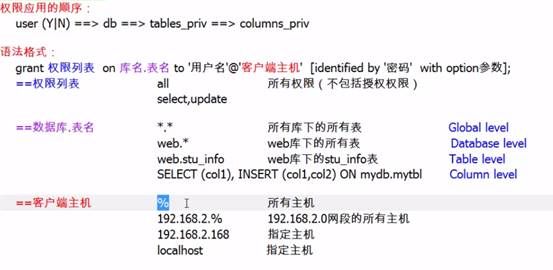 权限应用的顺序：
user (Y|N) ==> db ==> tables_priv ==> columns_priv
语法格式：
grant 权限列表 on 库名.表名 to '用户名'@'客户端主机' [identified by '密码' with option参数];
==权限列表 all 所有权限（不包括授权权限）
select,update
==数据库.表名 *.* 所有库下的所有表 Global level
web.* web库下的所有表 Database level
web.stu_info web库下的stu_info表 Table level
SELECT (col1), INSERT (col1,col2) ON mydb.mytbl Column level
==客户端主机 % 所有主机
192.168.2.% 192.168.2.0网段的所有主机
192.168.2.168 指定主机
localhost 指定主机